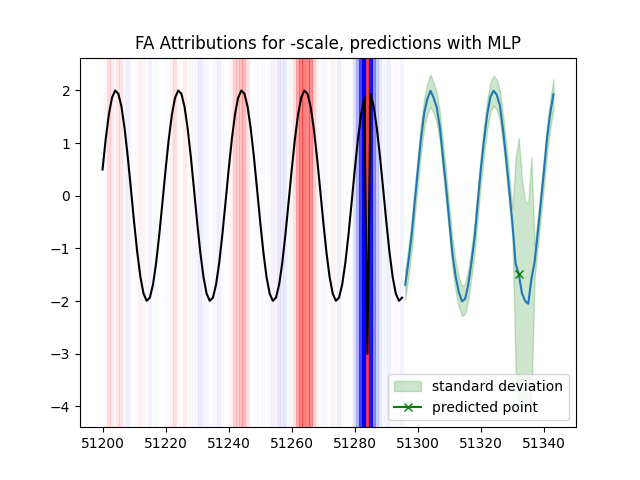 FA Attributions for -scale, predictions with MLP
2
1
0
−1
−2
−3
−4
standard deviation
predicted point
51200 51220 51240 51260 51280 51300 51320 51340